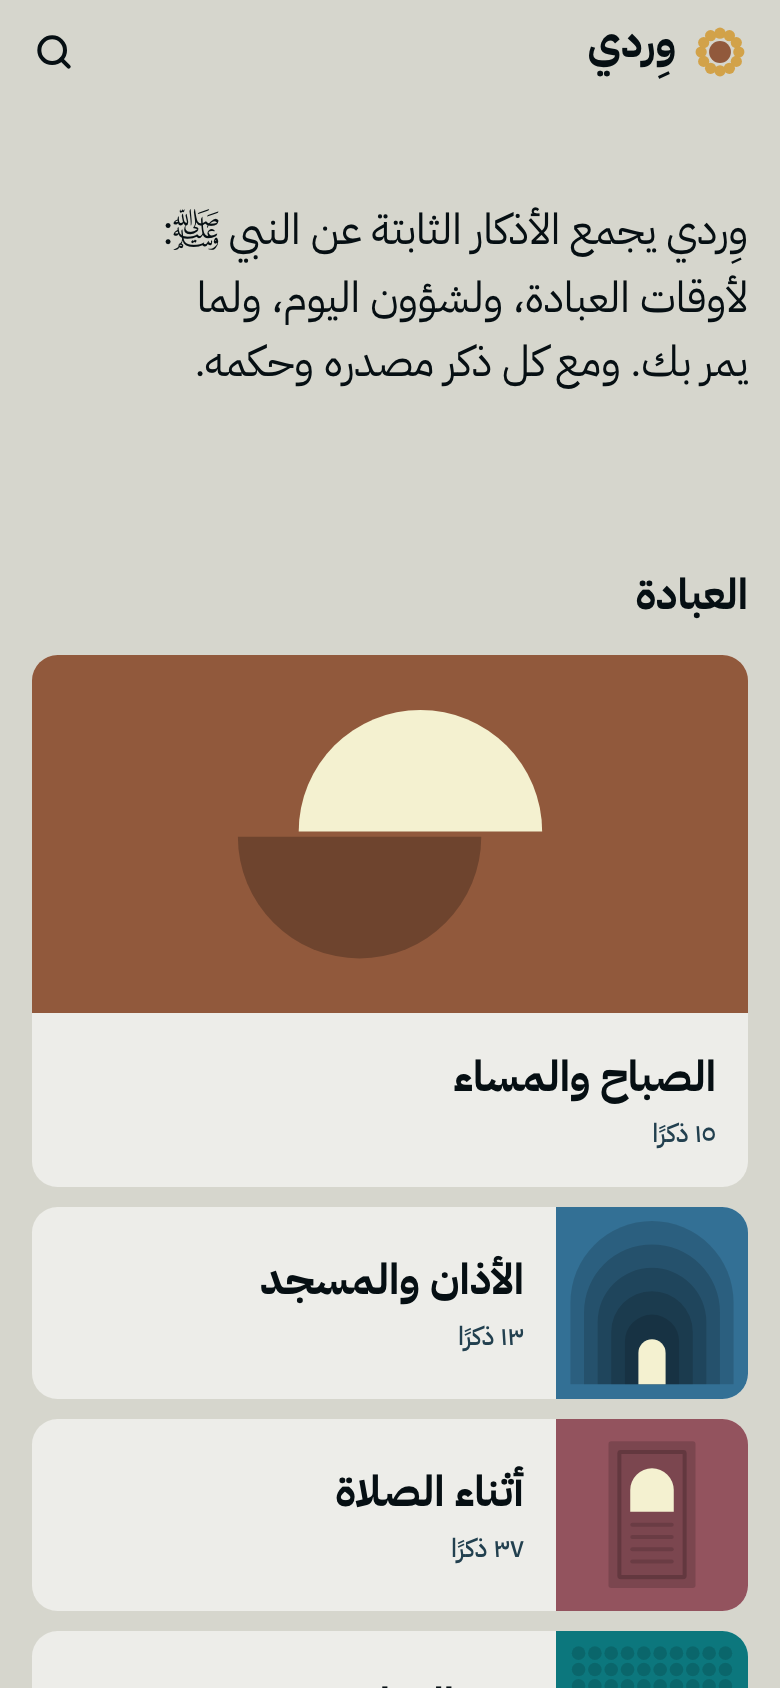 وِردي
وِردي يجمع الأذكار الثابتة عن النبي ﷺ:
لأوقات العبادة، ولشؤون اليوم، ولما
يمر بك. ومع كل ذكر مصدره وحكمه.
العبادة
الصباح والمساء
١٥ ذكرًا
الأذان والمسجد
١٣ ذكرًا
أثناء الصلاة
٣٧ ذكرًا